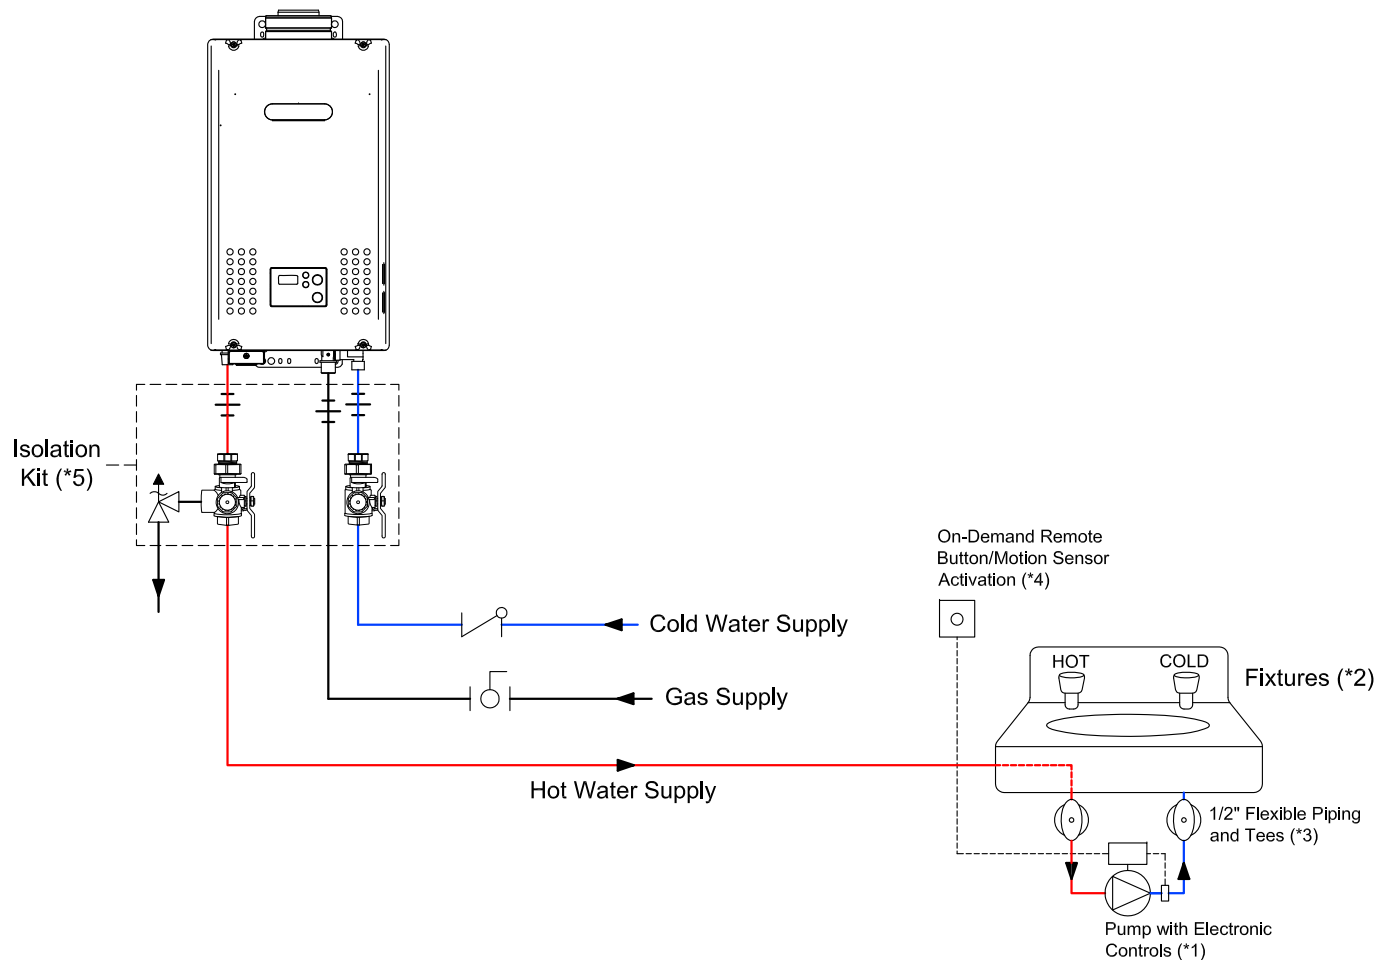 Isolation
Kit (*5)
On-Demand Remote
Button/Motion Sensor
Activation (*4)
Cold Water Supply
HOT
COLD
Fixtures (*2)
Gas Supply
Hot Water Supply
1/2" Flexible Piping
and Tees (*3)
Pump with Electronic
Controls (*1)